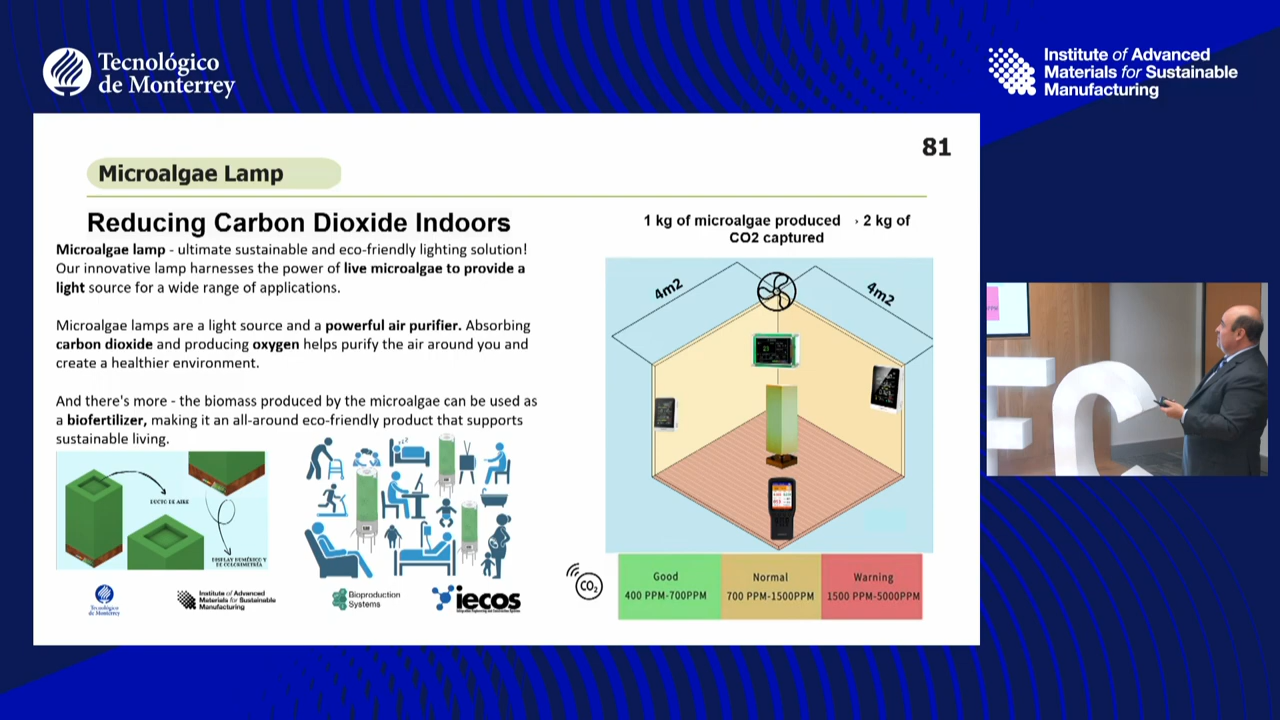 Tecnológico
de Monterrey
Institute of Advanced
Materials for Sustainable
Manufacturing
81
Microalgae Lamp
Reducing Carbon Dioxide Indoors
Microalgae lamp - ultimate sustainable and eco-friendly lighting solution!
Our innovative lamp harnesses the power of live microalgae to provide a
light source for a wide range of applications.
Microalgae lamps are a light source and a powerful air purifier. Absorbing
carbon dioxide and producing oxygen helps purify the air around you and
create a healthier environment.
And there's more - the biomass produced by the microalgae can be used as
a biofertilizer, making it an all-around eco-friendly product that supports
sustainable living.
DUCTO DE AIRE
DISPLAY NUMÉRICO Y
DE COLORIMETRÍA
Tecnológico
de Monterrey
Institute of Advanced
Materials for Sustainable
Manufacturing
Bioproduction
Systems
iecos
1 kg of microalgae produced → 2 kg of
CO2 captured
4m2
4m2
CO2
Good
400 PPM-700PPM
Normal
700 PPM-1500PPM
Warning
1500 PPM-5000PPM
FC